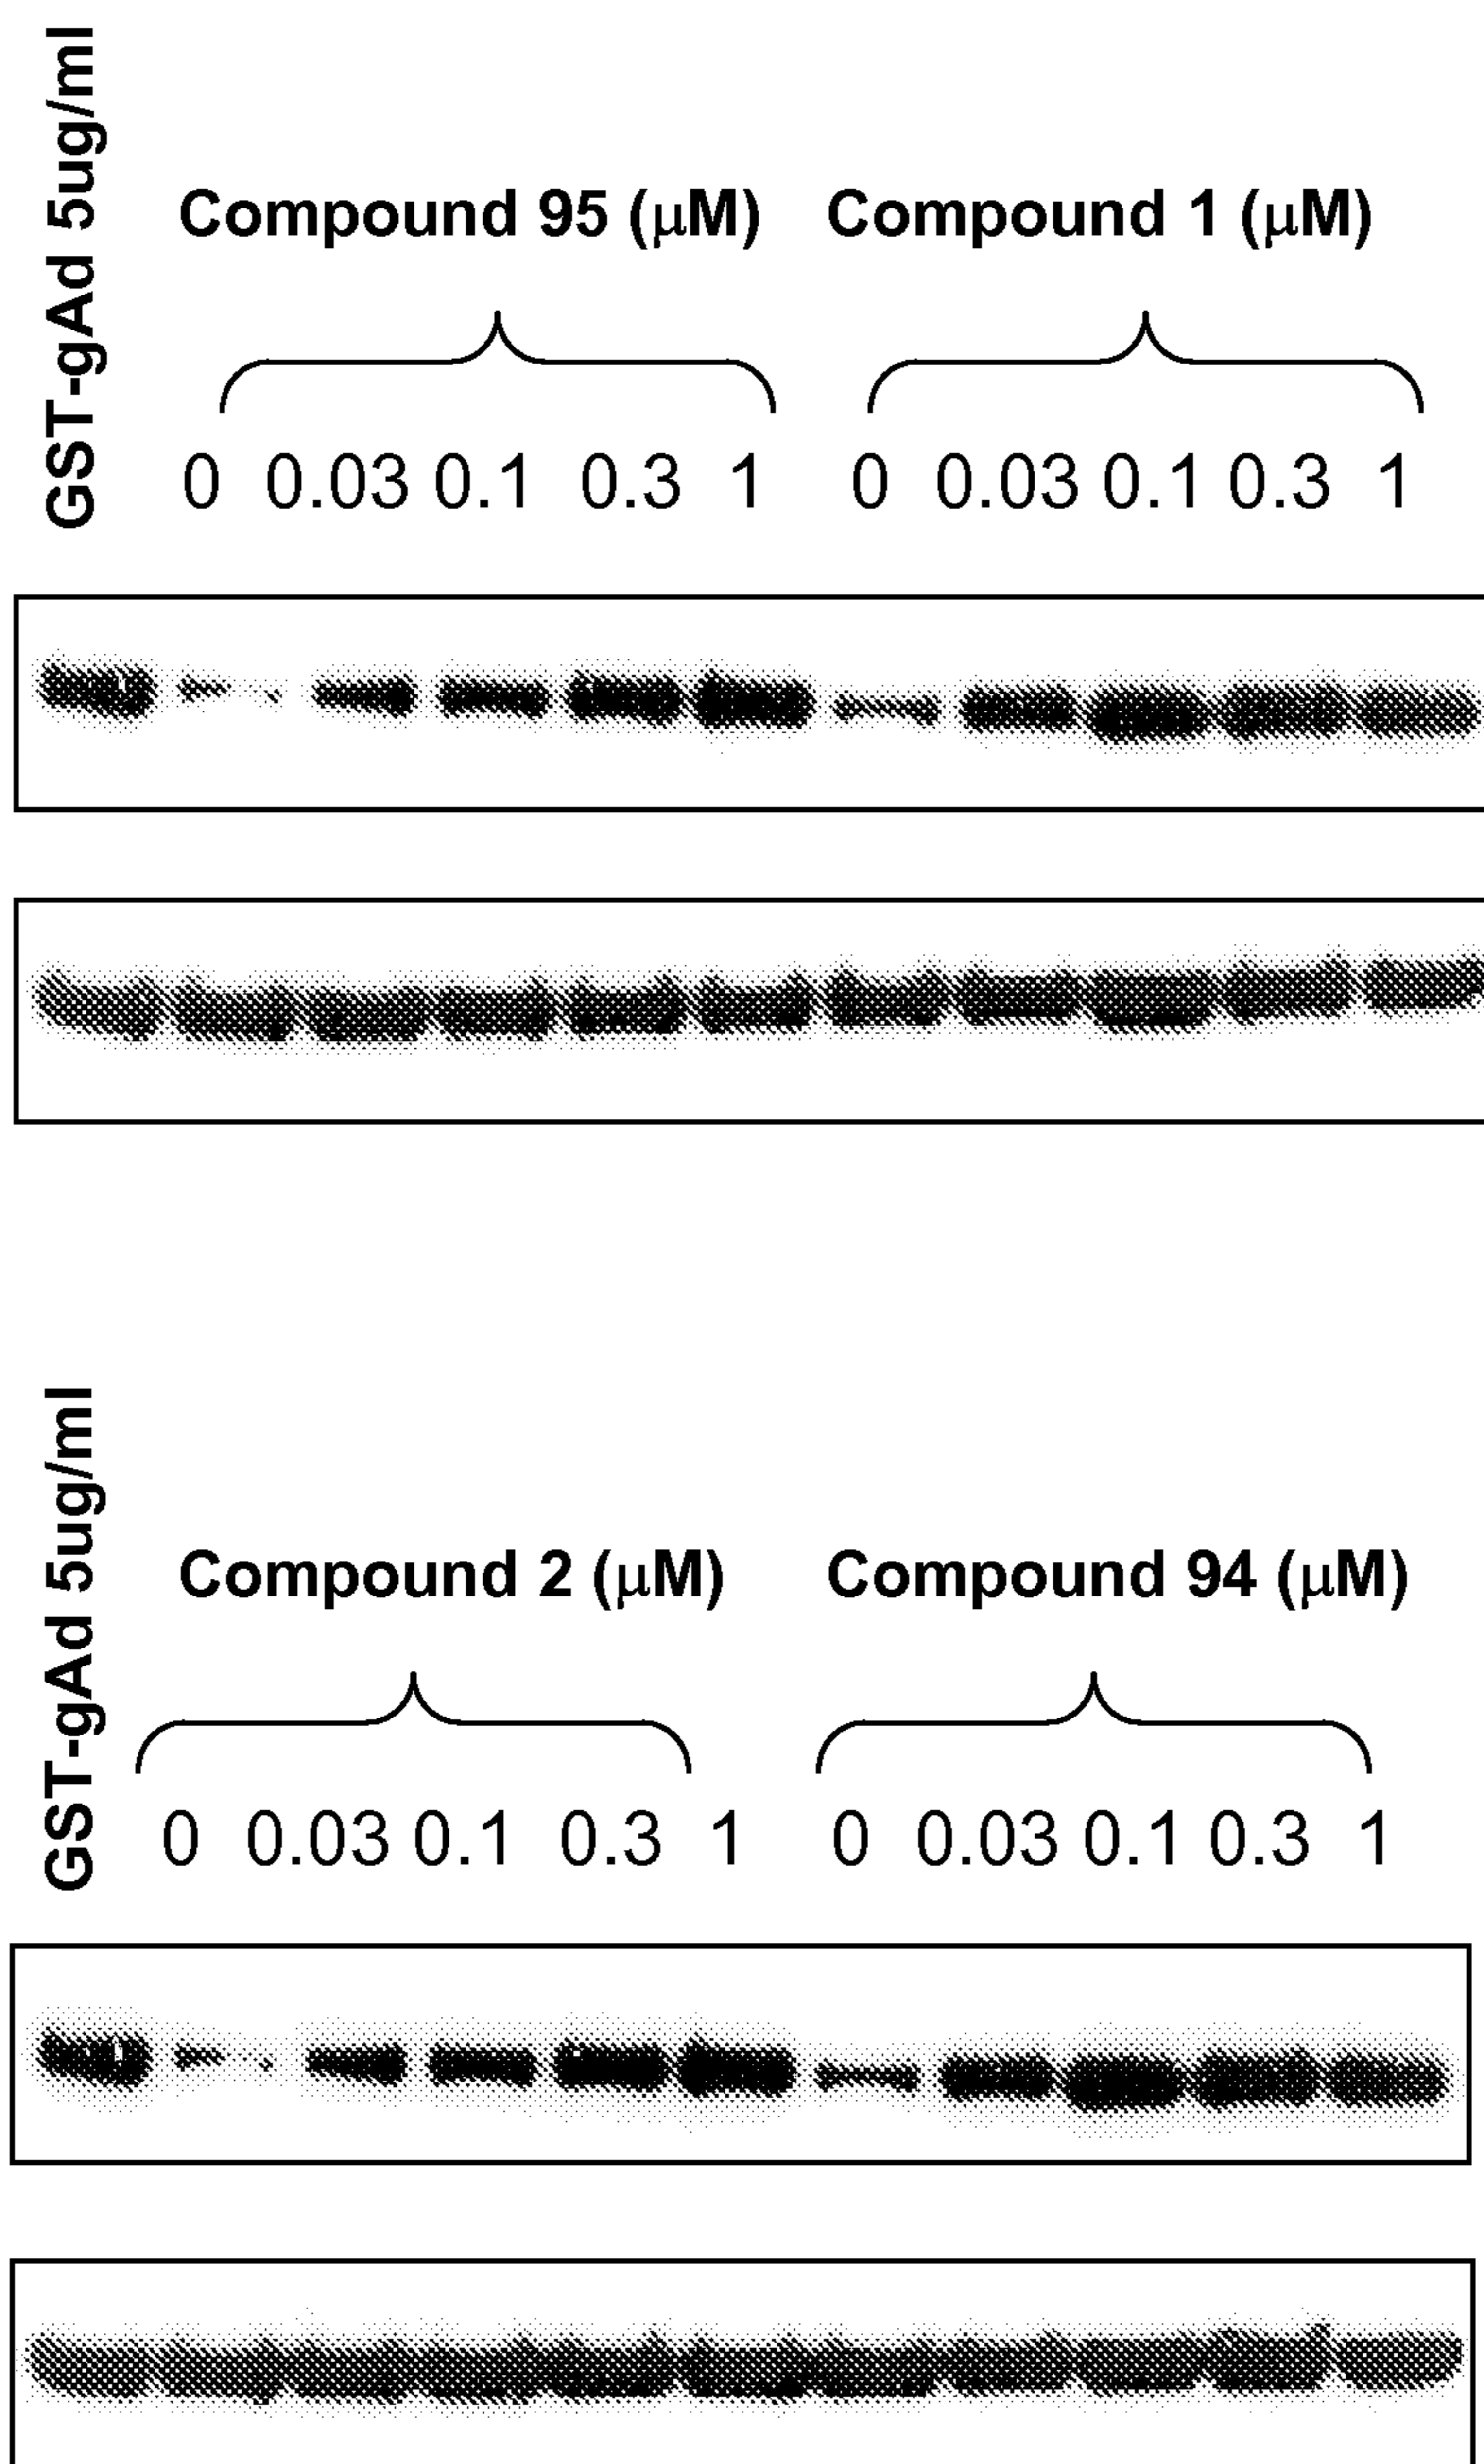 GST-gAd 5ug/ml
Compound 95 (μM) Compound 1 (μM)
0 0.03 0.1 0.3 1 0 0.03 0.1 0.3 1
GST-gAd 5ug/ml
Compound 2 (μM) Compound 94 (μM)
0 0.03 0.1 0.3 1 0 0.03 0.1 0.3 1